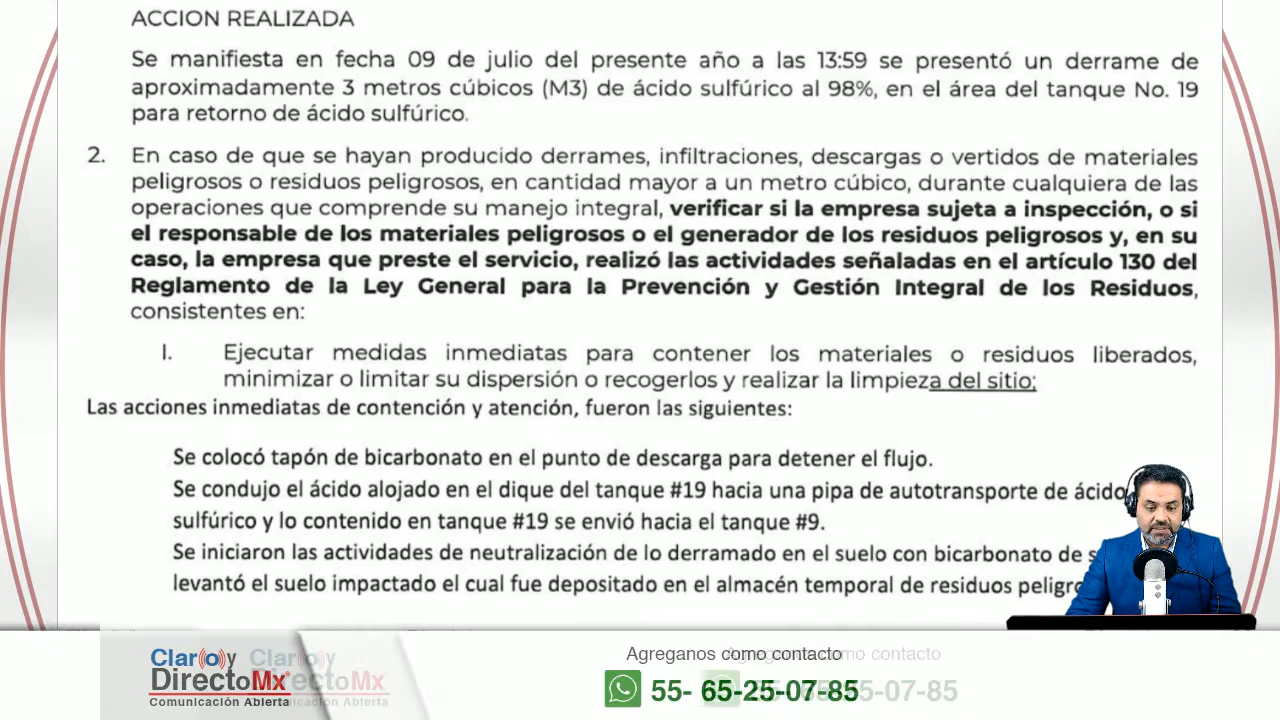 ACCION REALIZADA
Se manifiesta en fecha 09 de julio del presente año a las 13:59 se presentó un derrame de
aproximadamente 3 metros cúbicos (M3) de ácido sulfúrico al 98%, en el área del tanque No. 19
para retorno de ácido sulfúrico.
2. En caso de que se hayan producido derrames, infiltraciones, descargas o vertidos de materiales
peligrosos o residuos peligrosos, en cantidad mayor a un metro cúbico, durante cualquiera de las
operaciones que comprende su manejo integral, verificar si la empresa sujeta a inspección, o si
el responsable de los materiales peligrosos o el generador de los residuos peligrosos y, en su
caso, la empresa que preste el servicio, realizó las actividades señaladas en el artículo 130 del
Reglamento de la Ley General para la Prevención y Gestión Integral de los Residuos,
consistentes en:
I. Ejecutar medidas inmediatas para contener los materiales o residuos liberados,
minimizar o limitar su dispersión o recogerlos y realizar la limpieza del sitio;
Las acciones inmediatas de contención y atención, fueron las siguientes:
Se colocó tapón de bicarbonato en el punto de descarga para detener el flujo.
Se condujo el ácido alojado en el dique del tanque #19 hacia una pipa de autotransporte de ácido
sulfúrico y lo contenido en tanque #19 se envió hacia el tanque #9.
Se iniciaron las actividades de neutralización de lo derramado en el suelo con bicarbonato de
levantó el suelo impactado el cual fue depositado en el almacén temporal de residuos
Claro y
DirectoMx
Comunicación Abierta
Agreganos como contacto
55- 65-25-07-85